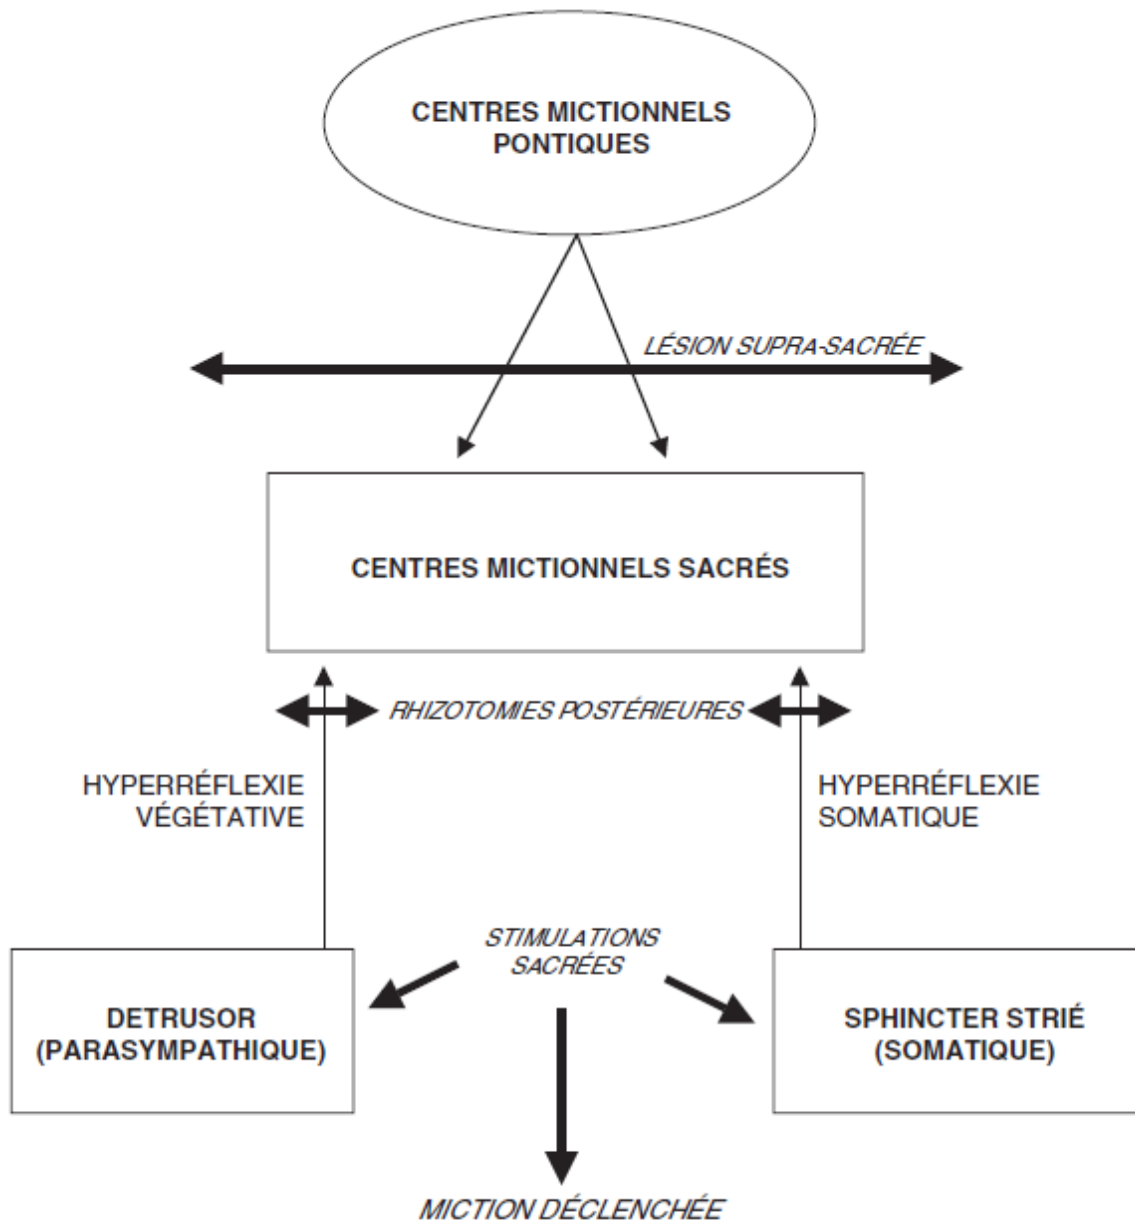 CENTRES MICTIONNELS
PONTIQUES
LÉSION SUPRA-SACRÉE
CENTRES MICTIONNELS SACRÉS
RHIZOTOMIES POSTÉRIEURES
HYPERRÉFLEXIE
VÉGÉTATIVE
HYPERRÉFLEXIE
SOMATIQUE
STIMULATIONS
SACRÉES
DETRUSOR
(PARASYMPATHIQUE)
SPHINCTER STRIÉ
(SOMATIQUE)
MICTION DÉCLENCHÉE